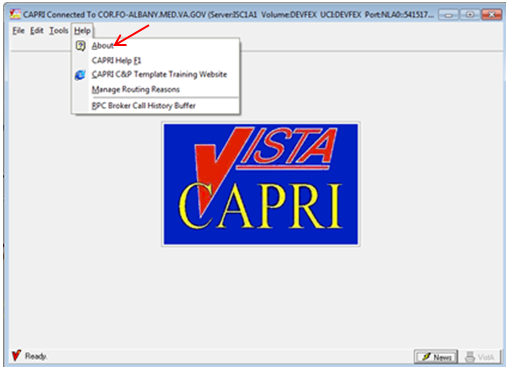 CAPRI Connected To COR.FO-ALBANY.MED.VA.GOV (Server:ISC1A1 Volume:DEVFEX UCI:DEVFEX Port:NLA0::541517...
File Edit Tools Help
About
CAPRI Help F1
CAPRI C&P Template Training Website
Manage Routing Reasons
RPC Broker Call History Buffer
VISTA
CAPRI
Ready.
News
VistA